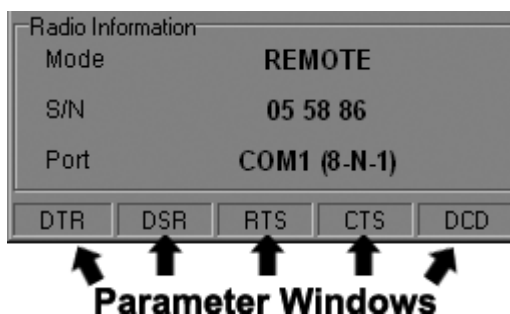 Radio Information
Mode REMOTE
S/N 05 58 86
Port COM1 (8-N-1)
DTR DSR RTS CTS DCD
Parameter Windows